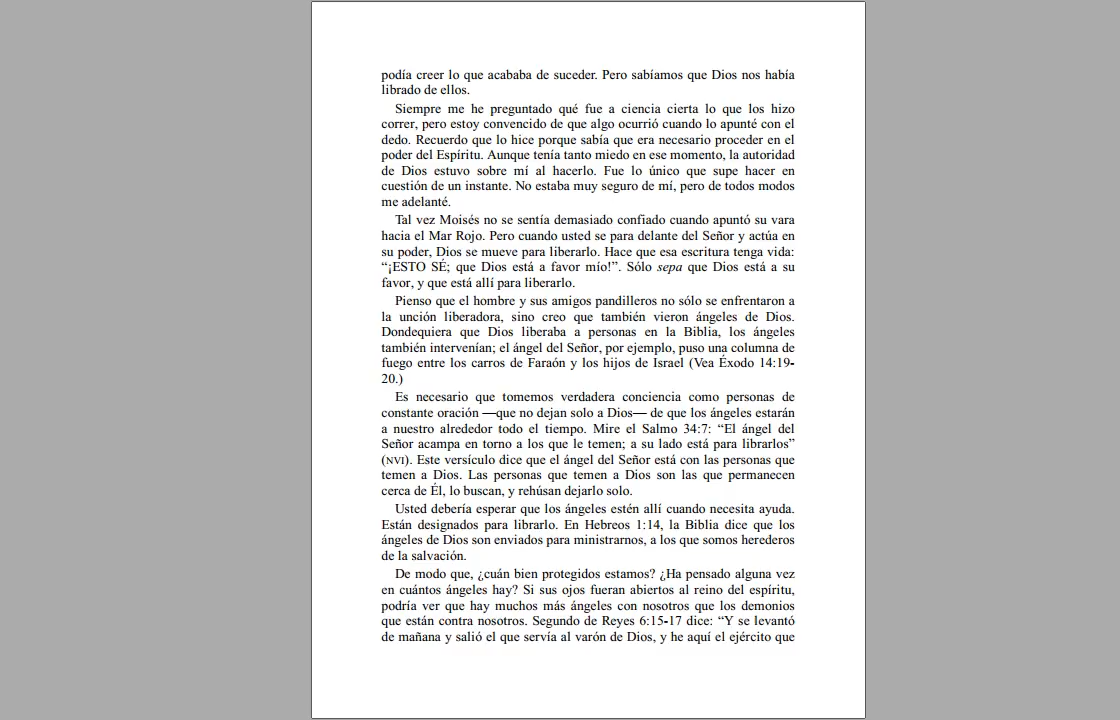 podía creer lo que acababa de suceder. Pero sabíamos que Dios nos había
librado de ellos.
Siempre me he preguntado qué fue a ciencia cierta lo que los hizo
correr, pero estoy convencido de que algo ocurrió cuando lo apunté con el
dedo. Recuerdo que lo hice porque sabía que era necesario proceder en el
poder del Espíritu. Aunque tenía tanto miedo en ese momento, la autoridad
de Dios estuvo sobre mí al hacerlo. Fue lo único que supe hacer en
cuestión de un instante. No estaba muy seguro de mí, pero de todos modos
me adelanté.
Tal vez Moisés no se sentía demasiado confiado cuando apuntó su vara
hacia el Mar Rojo. Pero cuando usted se para delante del Señor y actúa en
su poder, Dios se mueve para liberarlo. Hace que esa escritura tenga vida:
“¡ESTO SÉ; que Dios está a favor mío!”. Sólo sepa que Dios está a su
favor, y que está allí para liberarlo.
Pienso que el hombre y sus amigos pandilleros no sólo se enfrentaron a
la unción liberadora, sino creo que también vieron ángeles de Dios.
Dondequiera que Dios liberaba a personas en la Biblia, los ángeles
también intervenían; el ángel del Señor, por ejemplo, puso una columna de
fuego entre los carros de Faraón y los hijos de Israel (Vea Éxodo 14:19-
20.)
Es necesario que tomemos verdadera conciencia como personas de
constante oración —que no dejan solo a Dios— de que los ángeles estarán
a nuestro alrededor todo el tiempo. Mire el Salmo 34:7: “El ángel del
Señor acampa en torno a los que le temen; a su lado está para librarlos”
(NVI). Este versículo dice que el ángel del Señor está con las personas que
temen a Dios. Las personas que temen a Dios son las que permanecen
cerca de Él, lo buscan, y rehúsan dejarlo solo.
Usted debería esperar que los ángeles estén allí cuando necesita ayuda.
Están designados para librarlo. En Hebreos 1:14, la Biblia dice que los
ángeles de Dios son enviados para ministrarnos, a los que somos herederos
de la salvación.
De modo que, ¿cuán bien protegidos estamos? ¿Ha pensado alguna vez
en cuántos ángeles hay? Si sus ojos fueran abiertos al reino del espíritu,
podría ver que hay muchos más ángeles con nosotros que los demonios
que están contra nosotros. Segundo de Reyes 6:15-17 dice: “Y se levantó
de mañana y salió el que servía al varón de Dios, y he aquí el ejército que